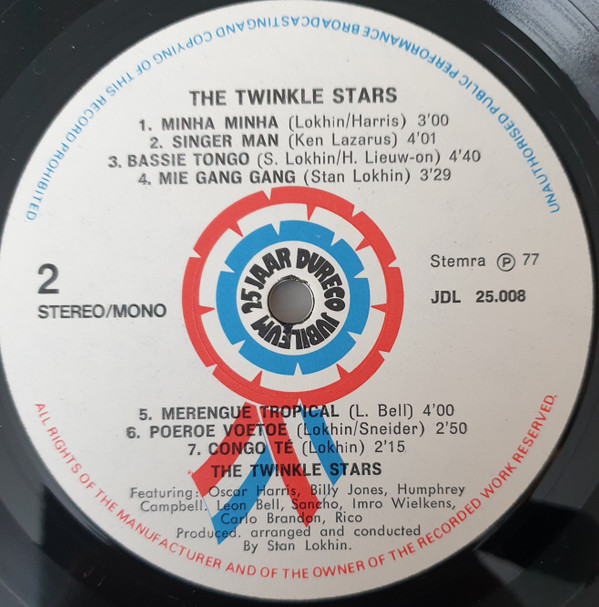 UNAUTHORISED PUBLIC PERFORMANCE BROADCASTING AND COPYING OF THIS RECORD PROHIBITED
THE TWINKLE STARS
1. MINHA MINHA (Lokhin/Harris) 3'00
2. SINGER MAN (Ken Lazarus) 4'01
3. BASSIE TONGO (S. Lokhin/H. Lieuw-on) 4'40
4. MIE GANG GANG (Stan Lokhin) 3'29
2
STEREO/MONO
25 JAAR DURECO JUBILEUM
Stemra Ⓟ 77
JDL 25.008
5. MERENGUE TROPICAL (L. Bell) 4'00
6. POEROE VOETOE (Lokhin/Sneider) 2'50
7. CONGO TÉ (Lokhin) 2'15
THE TWINKLE STARS
Featuring: Oscar Harris, Billy Jones, Humphrey
Campbell, Leon Bell, Sancho, Imro Wielkens,
Carlo Brandon, Rico
Produced, arranged and conducted
By Stan Lokhin.
ALL RIGHTS OF THE MANUFACTURER AND OF THE OWNER OF THE RECORDED WORK RESERVED.